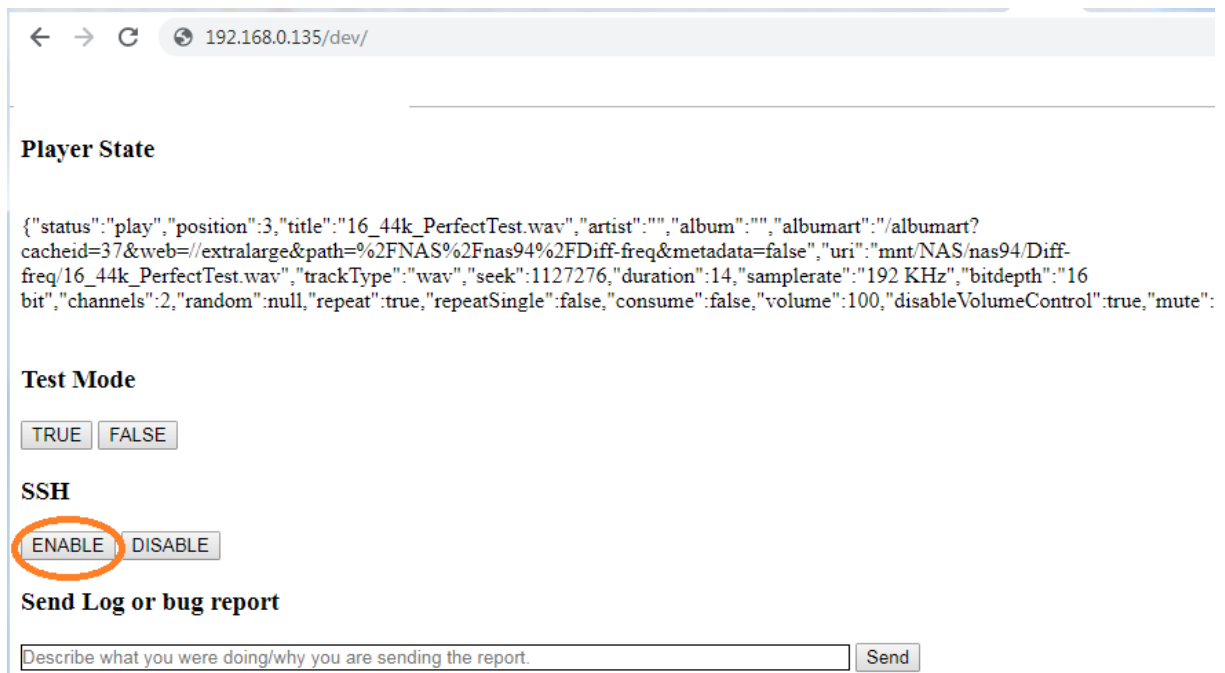 192.168.0.135/dev/
Player State
{"status":"play","position":3,"title":"16_44k_PerfectTest.wav","artist":"","album":"","albumart":"/albumart?
cacheid=37&web=//extralarge&path=%2FNAS%2Fnas94%2FDiff-freq&metadata=false","uri":"mnt/NAS/nas94/Diff-
freq/16_44k_PerfectTest.wav","trackType":"wav","seek":1127276,"duration":14,"samplerate":"192 KHz","bitdepth":"16
bit","channels":2,"random":null,"repeat":true,"repeatSingle":false,"consume":false,"volume":100,"disableVolumeControl":true,"mute":
Test Mode
TRUE FALSE
SSH
ENABLE DISABLE
Send Log or bug report
Describe what you were doing/why you are sending the report. Send